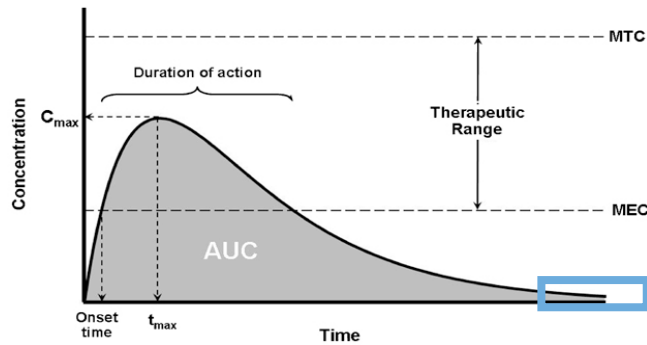 MTC
Duration of action
Therapeutic
Range
Cmax
Concentration
MEC
AUC
Onset
time
tmax
Time